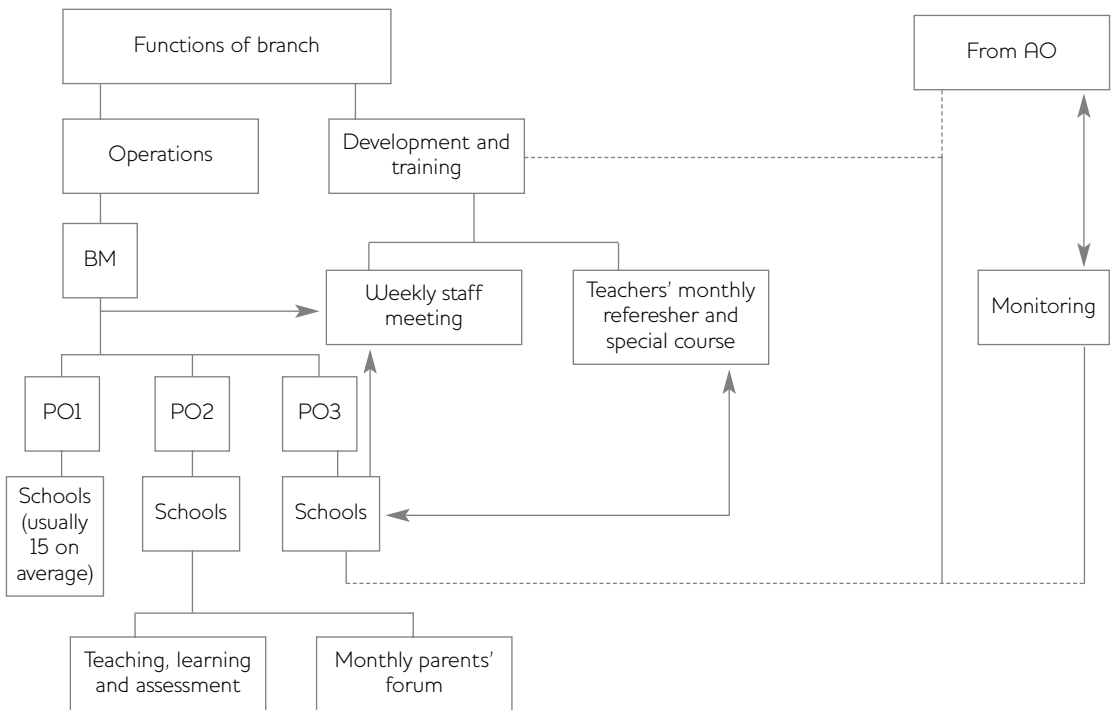 Functions of branch
From AO
Operations
Development and
training
BM
Weekly staff
meeting
Teachers' monthly
referesher and
special course
Monitoring
PO1
PO2
PO3
Schools
(usually
15 on
average)
Schools
Schools
Teaching, learning
and assessment
Monthly parents'
forum